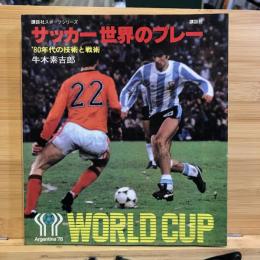 講談社スポーツシリーズ
講談社
サッカー 世界のプレー
'80年代の技術と戦術
牛木素吉郎
22
Argentina '78
WORLD CUP